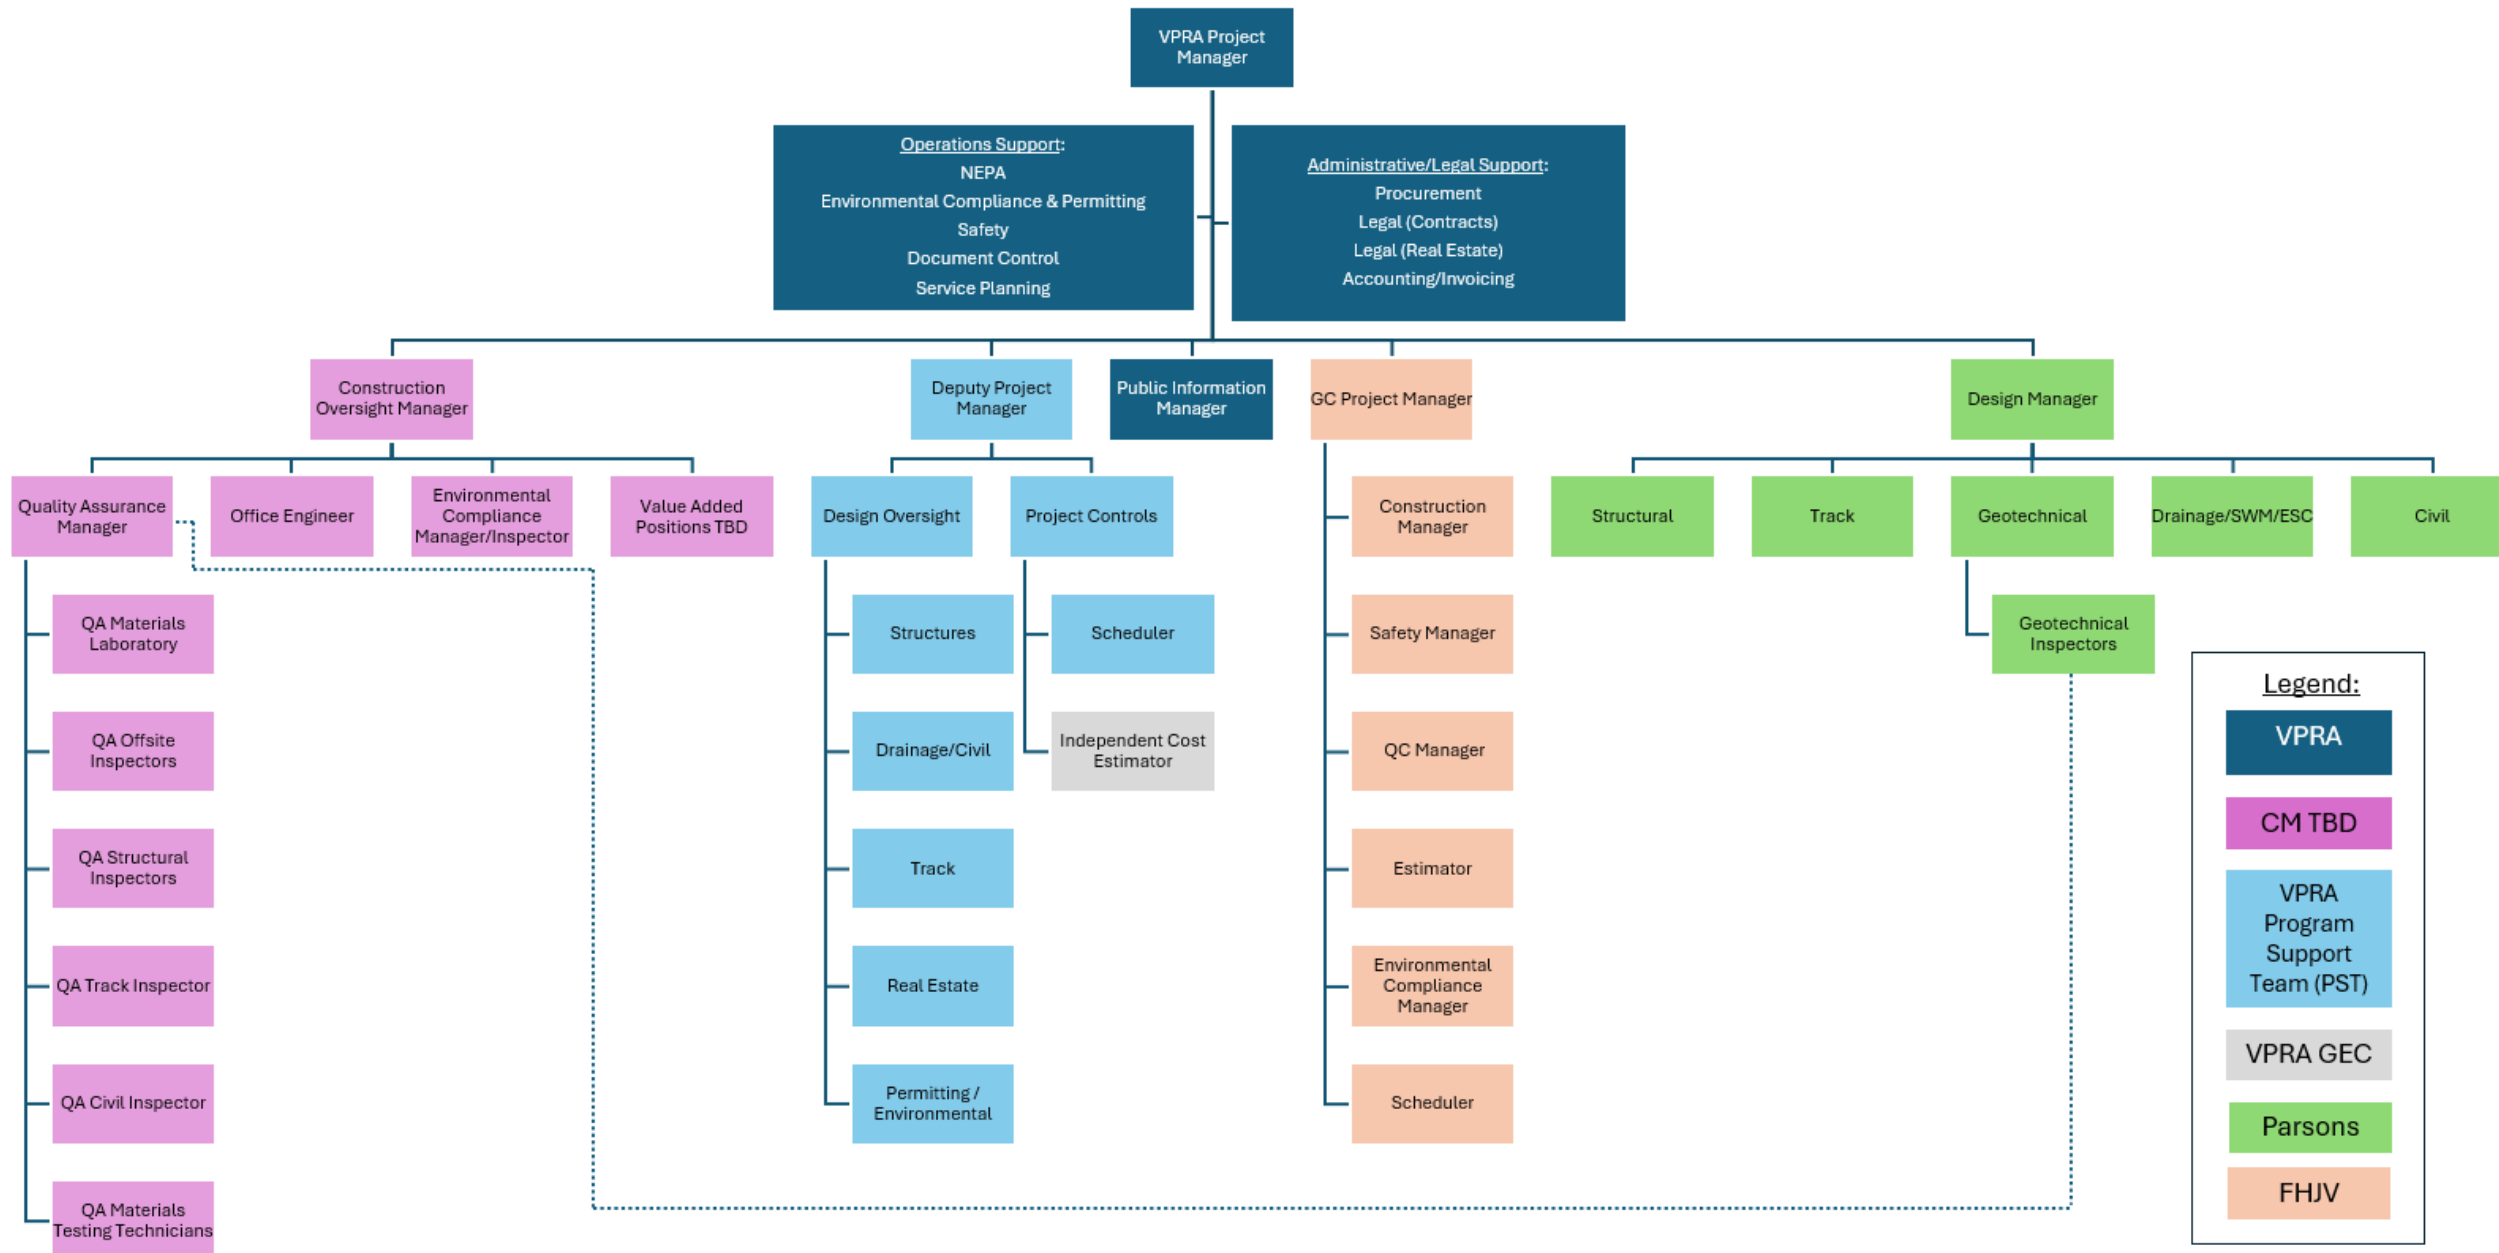 VPRA Project
Manager
Operations Support:
NEPA
Environmental Compliance & Permitting
Safety
Document Control
Service Planning
Administrative/Legal Support:
Procurement
Legal (Contracts)
Legal (Real Estate)
Accounting/Invoicing
Construction
Oversight Manager
Deputy Project
Manager
Public Information
Manager
GC Project Manager
Design Manager
Quality Assurance
Manager
Office Engineer
Environmental
Compliance
Manager/Inspector
Value Added
Positions TBD
Design Oversight
Project Controls
Construction
Manager
Structural
Track
Geotechnical
Drainage/SWM/ESC
Civil
QA Materials
Laboratory
Structures
Scheduler
Safety Manager
Geotechnical
Inspectors
QA Offsite
Inspectors
Drainage/Civil
Independent Cost
Estimator
QC Manager
QA Structural
Inspectors
Track
Estimator
QA Track Inspector
Real Estate
Environmental
Compliance
Manager
QA Civil Inspector
Permitting /
Environmental
Scheduler
QA Materials
Testing Technicians
Legend:
VPRA
CM TBD
VPRA
Program
Support
Team (PST)
VPRA GEC
Parsons
FHJV